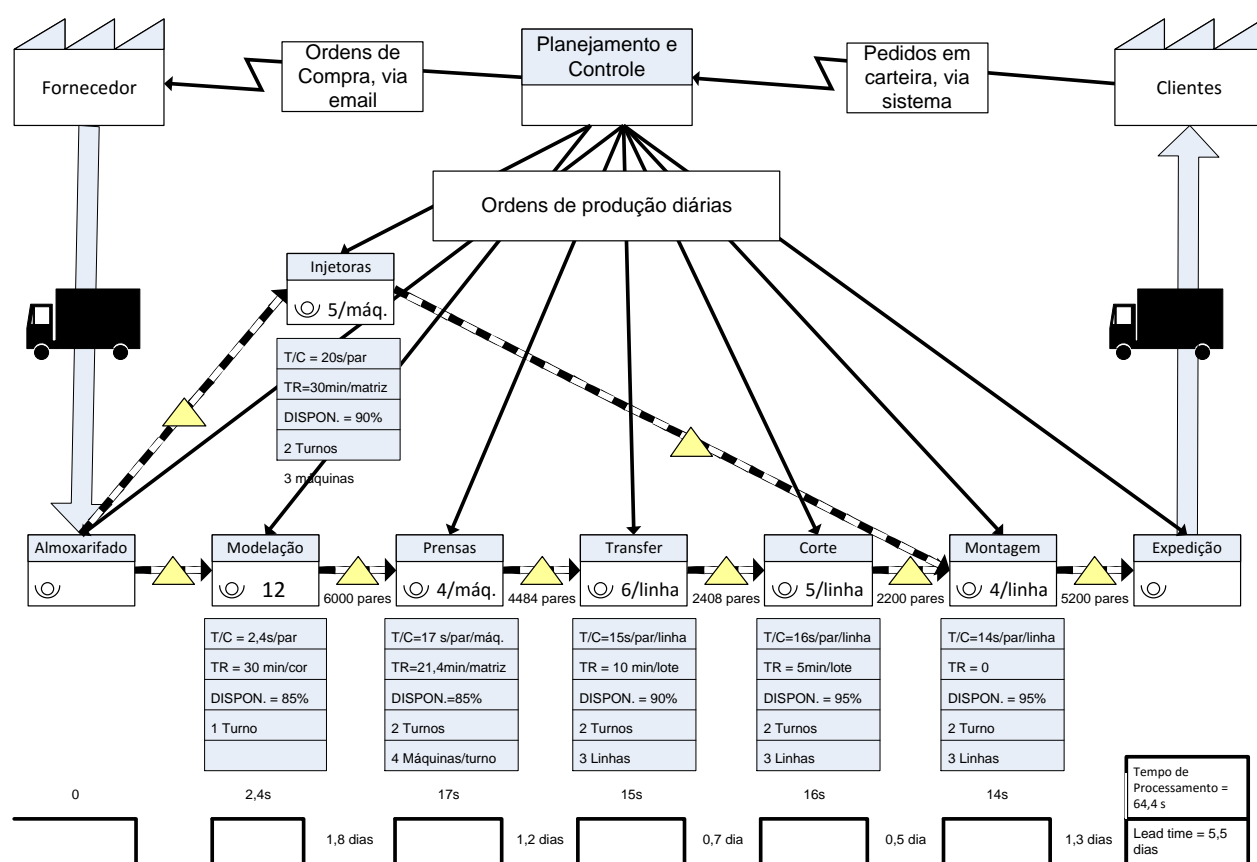 Fornecedor
Ordens de
Compra, via
email
Planejamento e
Controle
Pedidos em
carteira, via
sistema
Clientes
Ordens de produção diárias
Injetoras
5/máq.
T/C = 20s/par
TR=30min/matriz
DISPON. = 90%
2 Turnos
3 máquinas
Almoxarifado
Modelação
12
6000 pares
Prensas
4/máq.
4484 pares
Transfer
6/linha
2408 pares
Corte
5/linha
2200 pares
Montagem
4/linha
5200 pares
Expedição
T/C = 2,4s/par
TR = 30 min/cor
DISPON. = 85%
1 Turno
T/C=17 s/par/máq.
TR=21,4min/matriz
DISPON.=85%
2 Turnos
4 Máquinas/turno
T/C=15s/par/linha
TR = 10 min/lote
DISPON. = 90%
2 Turnos
3 Linhas
T/C=16s/par/linha
TR = 5min/lote
DISPON. = 95%
2 Turnos
3 Linhas
T/C=14s/par/linha
TR = 0
DISPON. = 95%
2 Turno
3 Linhas
0
2,4s
17s
15s
16s
14s
1,8 dias
1,2 dias
0,7 dia
0,5 dia
1,3 dias
Tempo de
Processamento =
64,4 s
Lead time = 5,5
dias